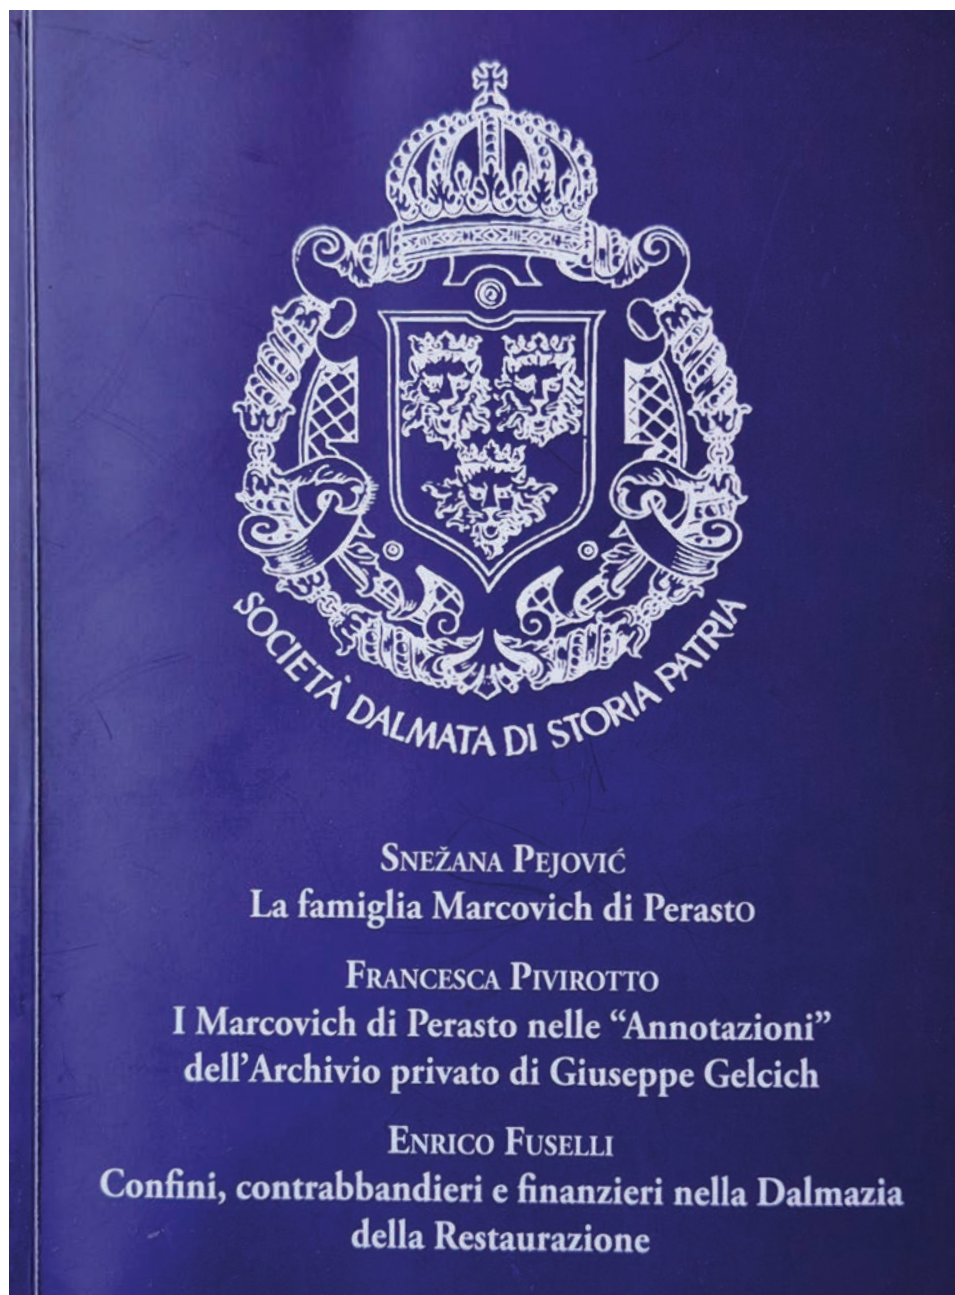 SOCIETÀ DALMATA DI STORIA PATRIA
SNEŽANA PEJOVIĆ
La famiglia Marcovich di Perasto
FRANCESCA PIVIROTTO
I Marcovich di Perasto nelle “Annotazioni”
dell’Archivio privato di Giuseppe Gelcich
ENRICO FUSELLI
Confini, contrabbandieri e finanzieri nella Dalmazia
della Restaurazione